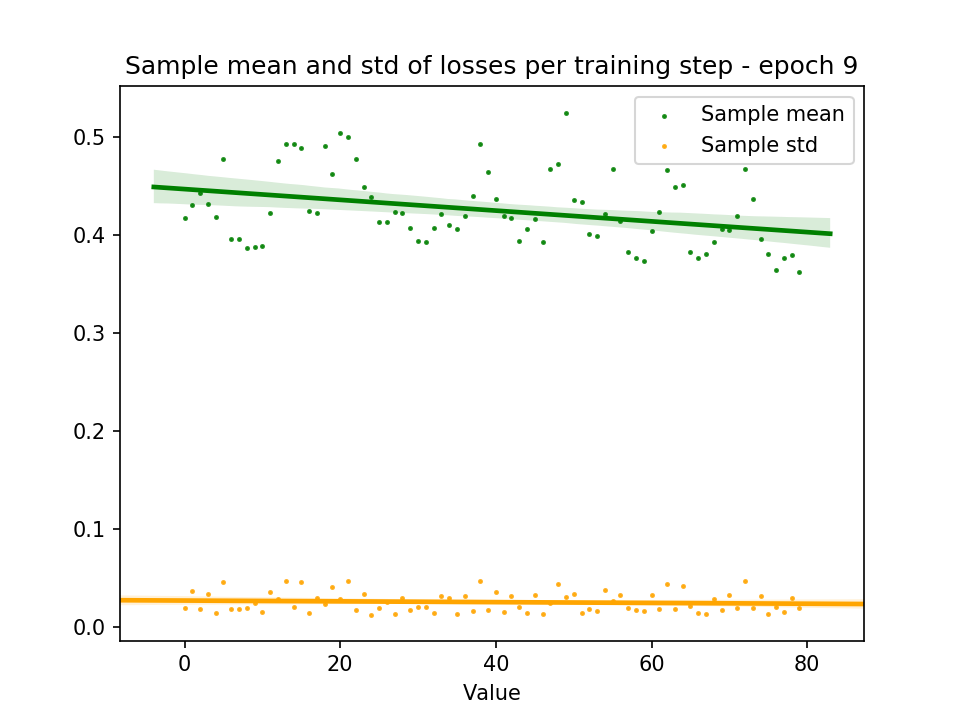 Sample mean and std of losses per training step - epoch 9
Sample mean
Sample std
0.5
0.4
0.3
0.2
0.1
0.0
0 20 40 60 80
Value